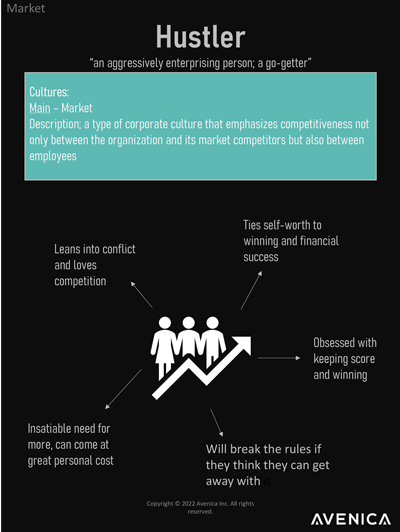 Market
Hustler
“an aggressively enterprising person; a go-getter”
Cultures:
Main – Market
Description; a type of corporate culture that emphasizes competitiveness not
only between the organization and its market competitors but also between
employees
Ties self-worth to
winning and financial
success
Leans into conflict
and loves
competition
Obsessed with
keeping score
and winning
Insatiable need for
more, can come at
great personal cost
Will break the rules if
they think they can get
away with it
Copyright © 2022 Avenica Inc. All rights
reserved.
AVENICA